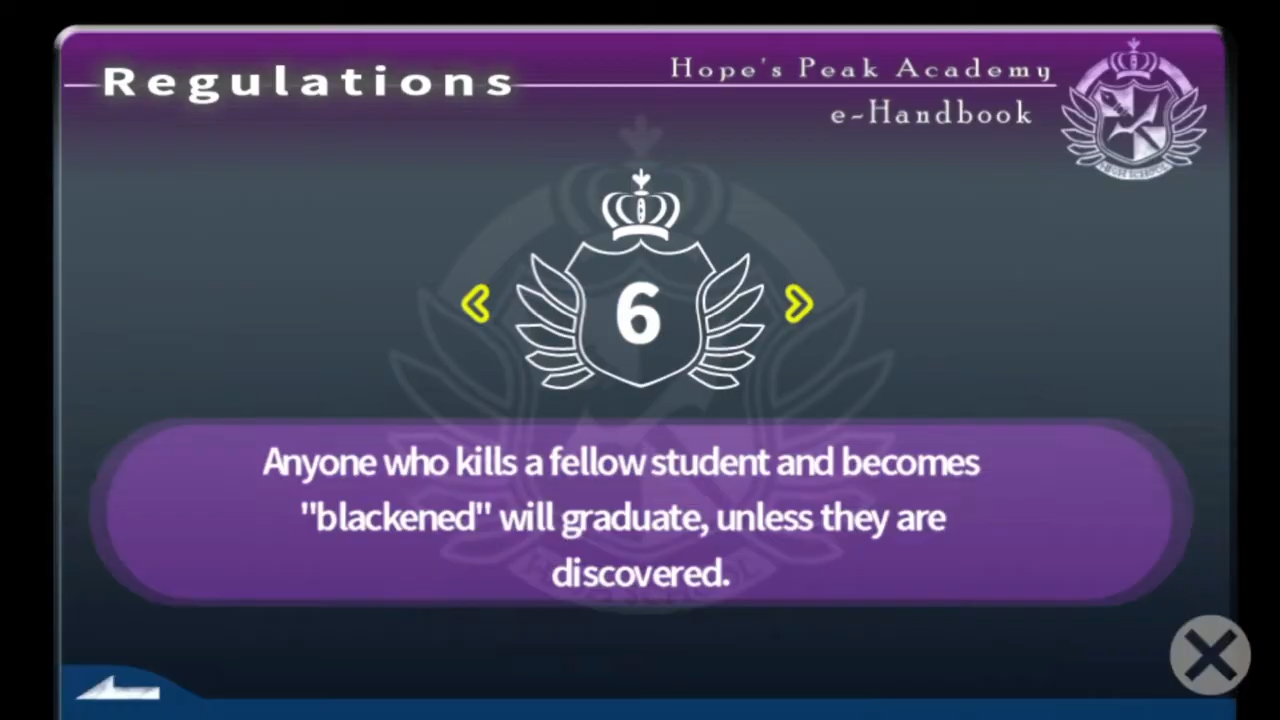 Regulations
Hope's Peak Academy
e-Handbook
6
Anyone who kills a fellow student and becomes
"blackened" will graduate, unless they are
discovered.